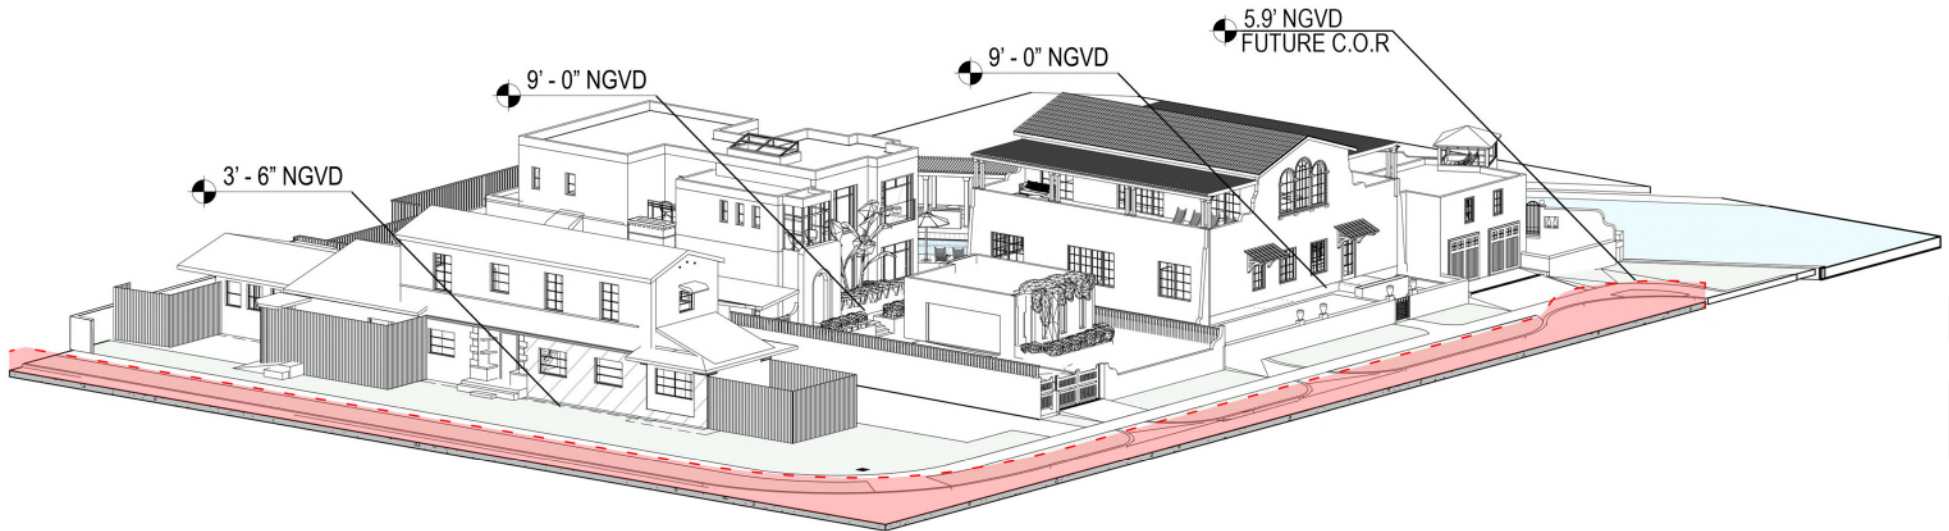 5.9’ NGVD
FUTURE C.O.R
9’ - 0” NGVD
9’ - 0” NGVD
3’ - 6” NGVD